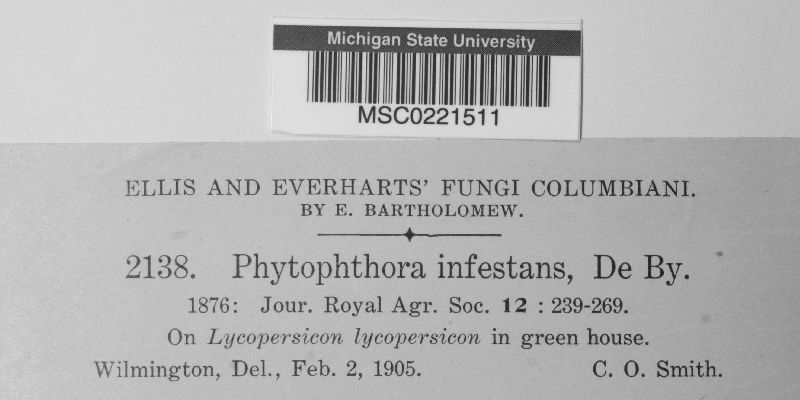 Michigan State University
MSC0221511
ELLIS AND EVERHARTS' FUNGI COLUMBIANI.
BY E. BARTHOLOMEW.
2138. Phytophthora infestans, De By.
1876: Jour. Royal Agr. Soc. 12 : 239-269.
On Lycopersicon lycopersicon in green house.
Wilmington, Del., Feb. 2, 1905. C. O. Smith.